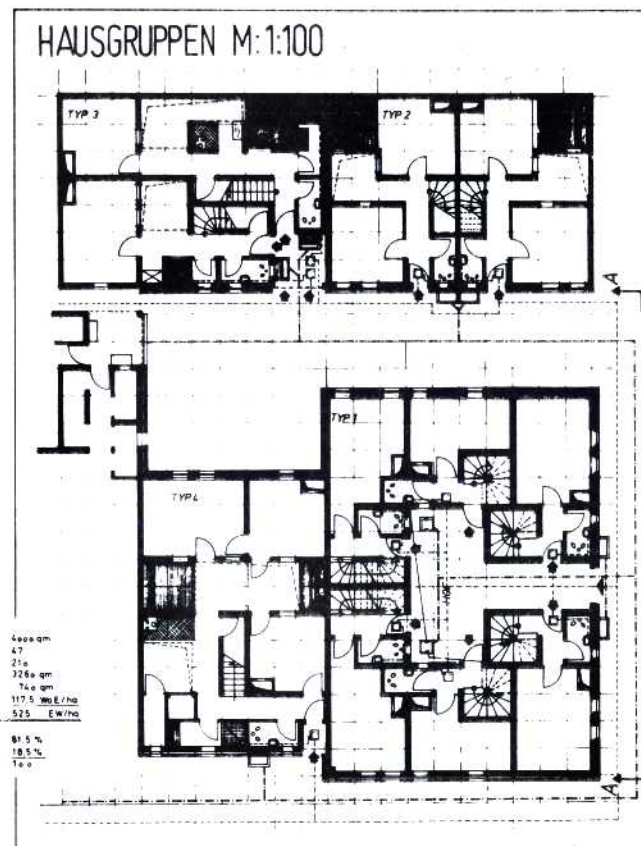 HAUSGRUPPEN M: 1:100
TYP 3
TYP 2
A
TYP 1
TYP 4
HOF
4000 qm
47
210
3260 qm
740 qm
117.5 WoE/ha
525 EW/ha
81.5 %
18.5 %
100
A